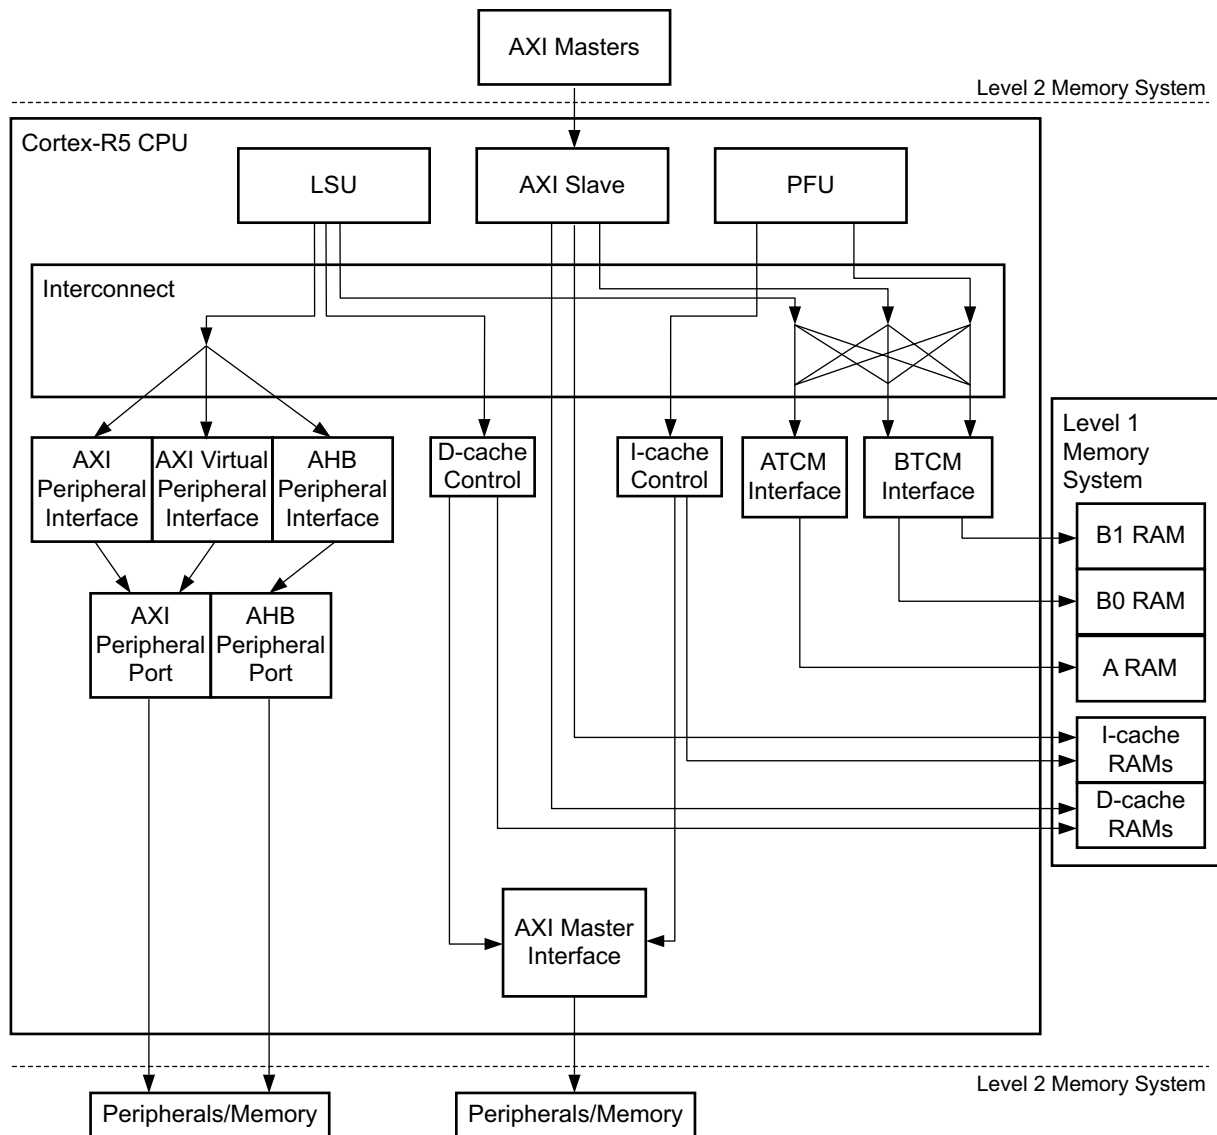 AXI Masters
Level 2 Memory System
Cortex-R5 CPU
LSU
AXI Slave
PFU
Interconnect
AXI
Peripheral
Interface
AXI Virtual
Peripheral
Interface
AHB
Peripheral
Interface
D-cache
Control
I-cache
Control
ATCM
Interface
BTCM
Interface
Level 1
Memory
System
B1 RAM
B0 RAM
A RAM
I-cache
RAMs
D-cache
RAMs
AXI
Peripheral
Port
AHB
Peripheral
Port
AXI Master
Interface
Level 2 Memory System
Peripherals/Memory
Peripherals/Memory